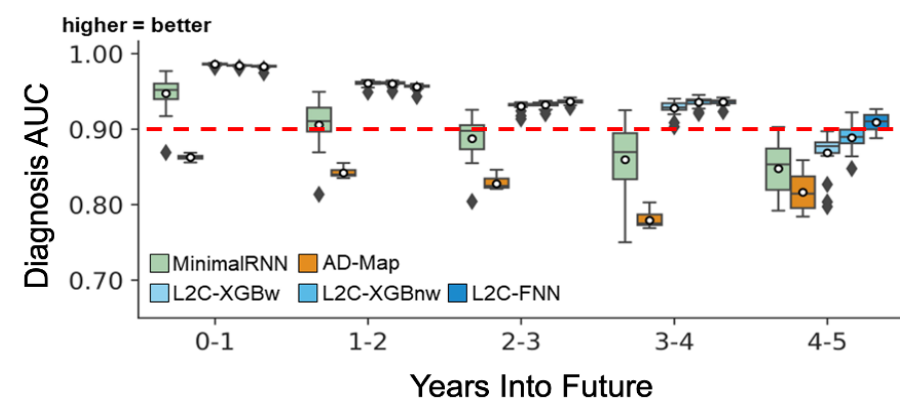 higher = better
Diagnosis AUC
1.00
0.90
0.80
0.70
MinimalRNN AD-Map
L2C-XGBw L2C-XGBnw L2C-FNN
0-1 1-2 2-3 3-4 4-5
Years Into Future